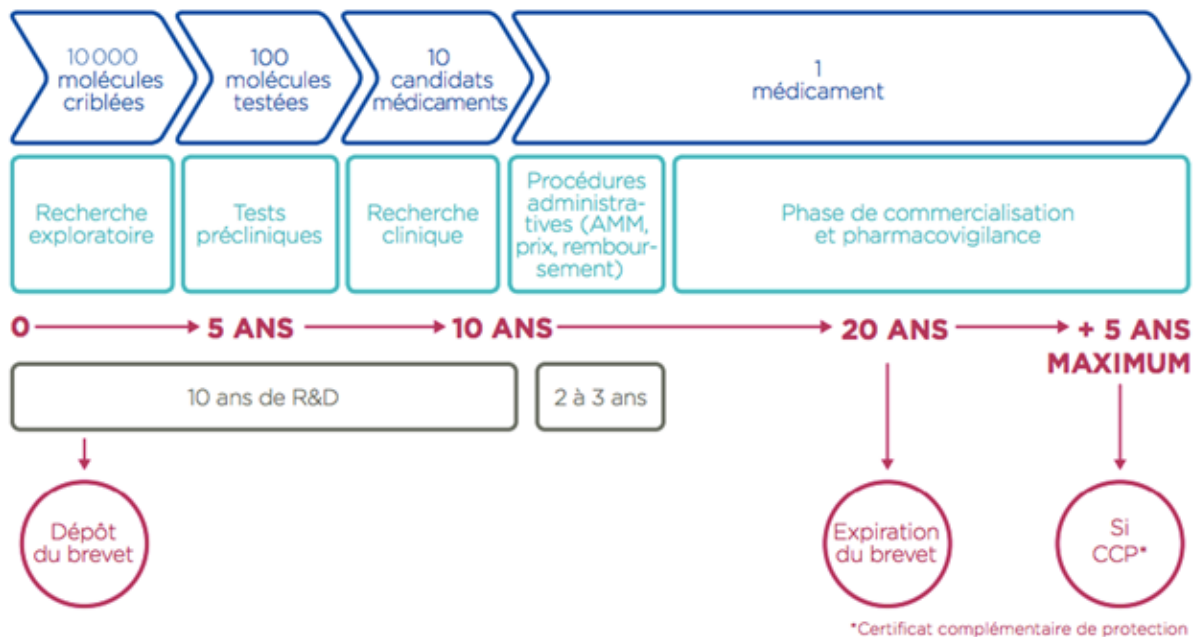 10 000
molécules
criblées
100
molécules
testées
10
candidats
médicaments
1
médicament
Recherche
exploratoire
Tests
précliniques
Recherche
clinique
Procédures
administra-
tives (AMM,
prix, rembour-
sement)
Phase de commercialisation
et pharmacovigilance
0
5 ANS
10 ANS
20 ANS
+ 5 ANS
MAXIMUM
10 ans de R&D
2 à 3 ans
Dépôt
du brevet
Expiration
du brevet
Si
CCP*
*Certificat complémentaire de protection